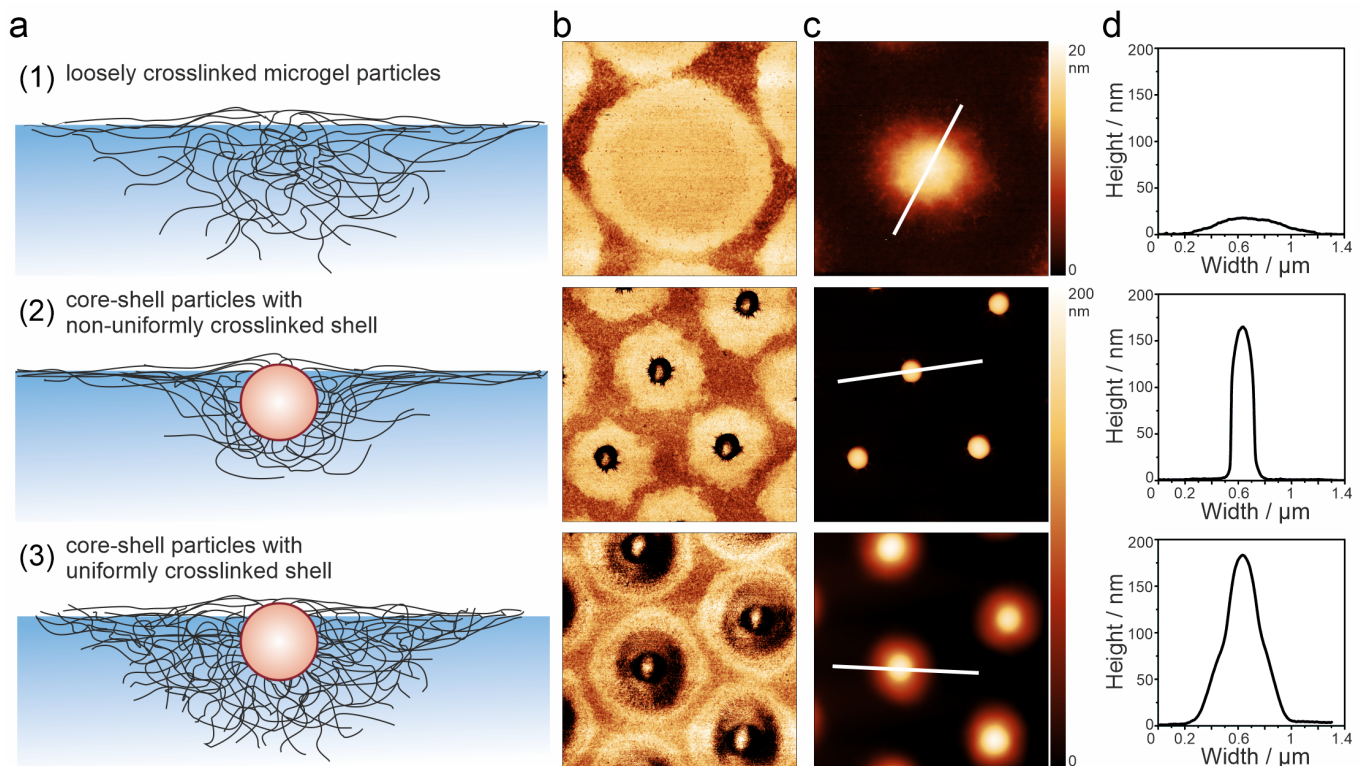 a
b
c
d
(1) loosely crosslinked microgel particles
20
nm
0
200
150
100
50
0
Height / nm
0 0.2 0.6 1 1.4
Width / µm
(2) core-shell particles with
non-uniformly crosslinked shell
200
nm
200
150
100
50
0
Height / nm
0 0.2 0.6 1 1.4
Width / µm
(3) core-shell particles with
uniformly crosslinked shell
0
200
150
100
50
0
Height / nm
0 0.2 0.6 1 1.4
Width / µm